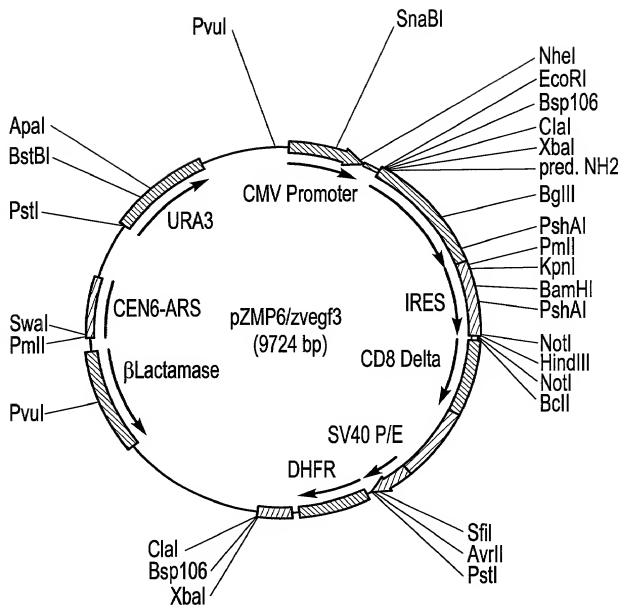 PvuI
SnaBI
NheI
EcoRI
Bsp106
ClaI
XbaI
pred. NH2
BglII
PshAI
PmlI
KpnI
BamHI
PshAI
NotI
HindIII
NotI
BclI
SfiI
AvrII
PstI
XbaI
Bsp106
ClaI
PvuI
PmlI
SwaI
PstI
BstBI
ApaI
CMV Promoter
URA3
IRES
CEN6-ARS
pZMP6/zvegf3
(9724 bp)
CD8 Delta
βLactamase
SV40 P/E
DHFR